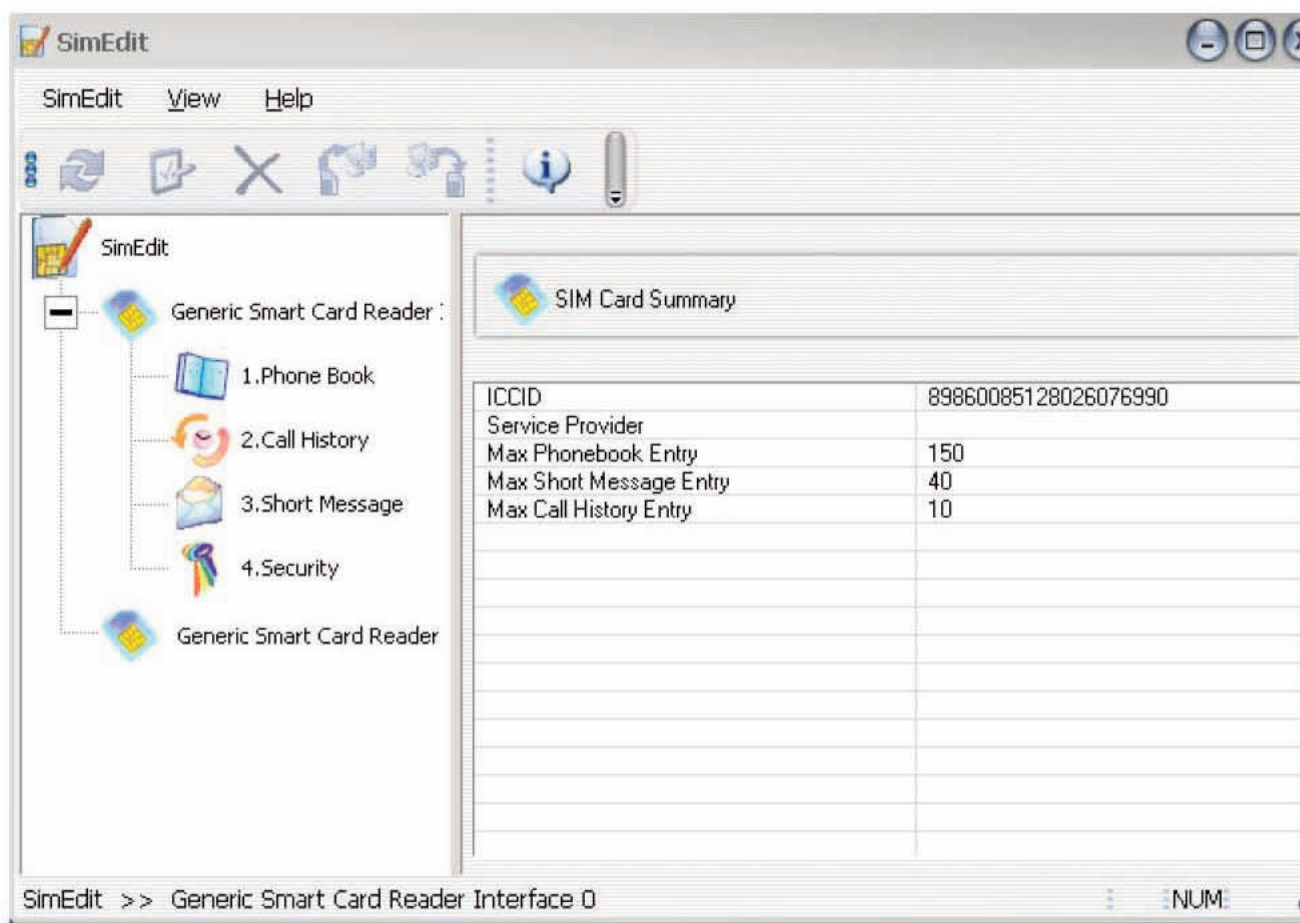 SimEdit
SimEdit View Help
SimEdit
Generic Smart Card Reader
1.Phone Book
2.Call History
3.Short Message
4.Security
Generic Smart Card Reader
SIM Card Summary
ICCID 89860085128026076990
Service Provider
Max Phonebook Entry 150
Max Short Message Entry 40
Max Call History Entry 10
SimEdit >> Generic Smart Card Reader Interface 0 NUM